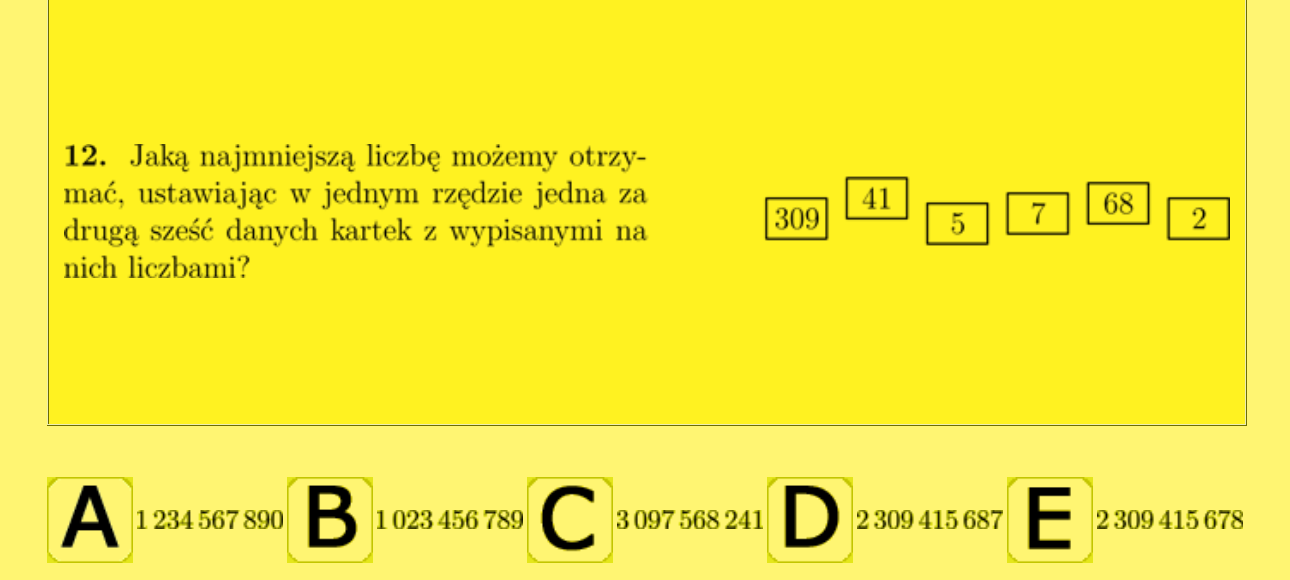 12. Jaką najmniejszą liczbę możemy otrzy-
mać, ustawiając w jednym rzędzie jedna za
drugą sześć danych kartek z wypisanymi na
nich liczbami?
309 41 5 7 68 2
A 1 234 567 890 B 1 023 456 789 C 3 097 568 241 D 2 309 415 687 E 2 309 415 678